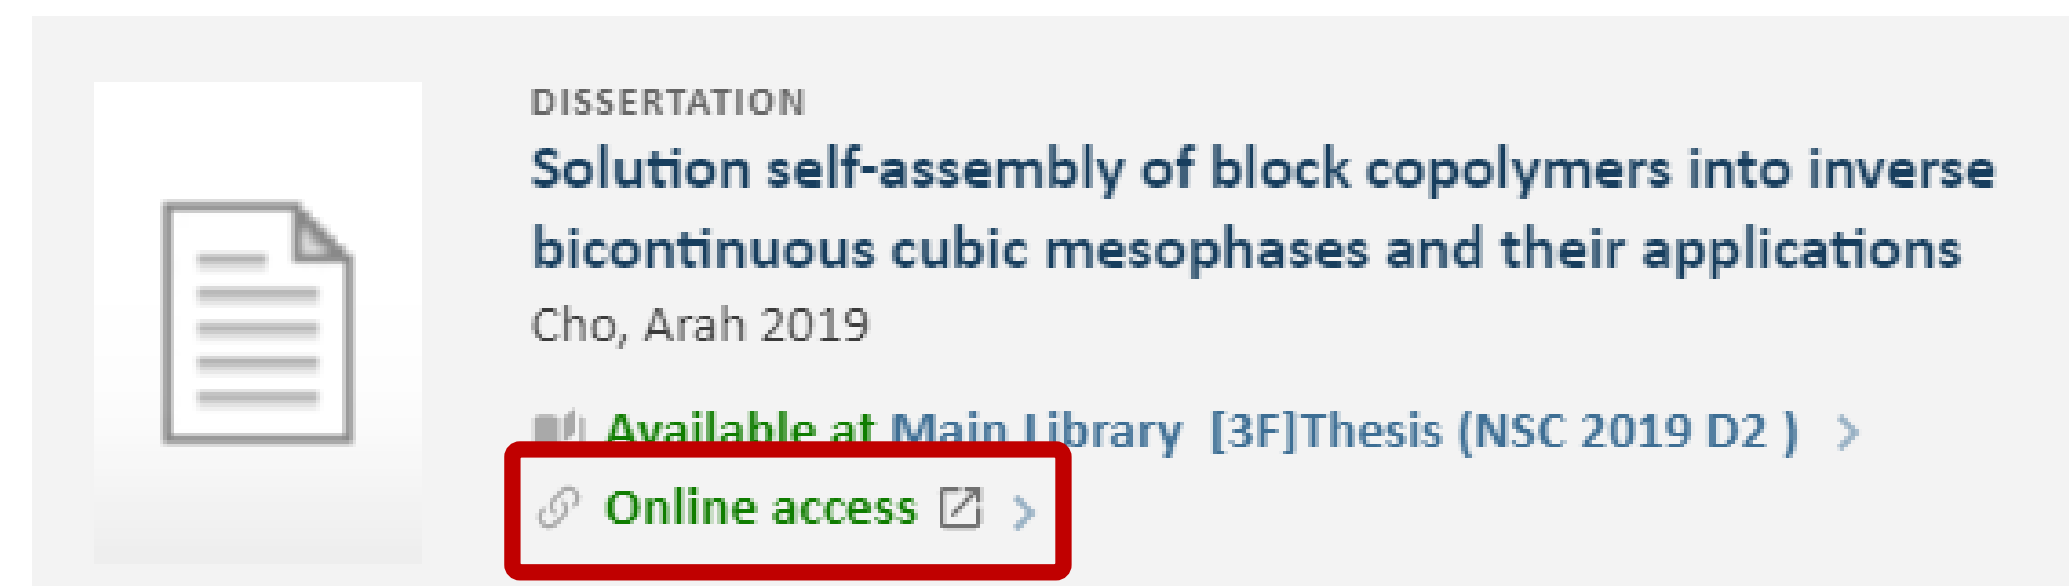 DISSERTATION
Solution self-assembly of block copolymers into inverse
bicontinuous cubic mesophases and their applications
Cho, Arah 2019
Available at Main Library [3F]Thesis (NSC 2019 D2 ) >
Online access >